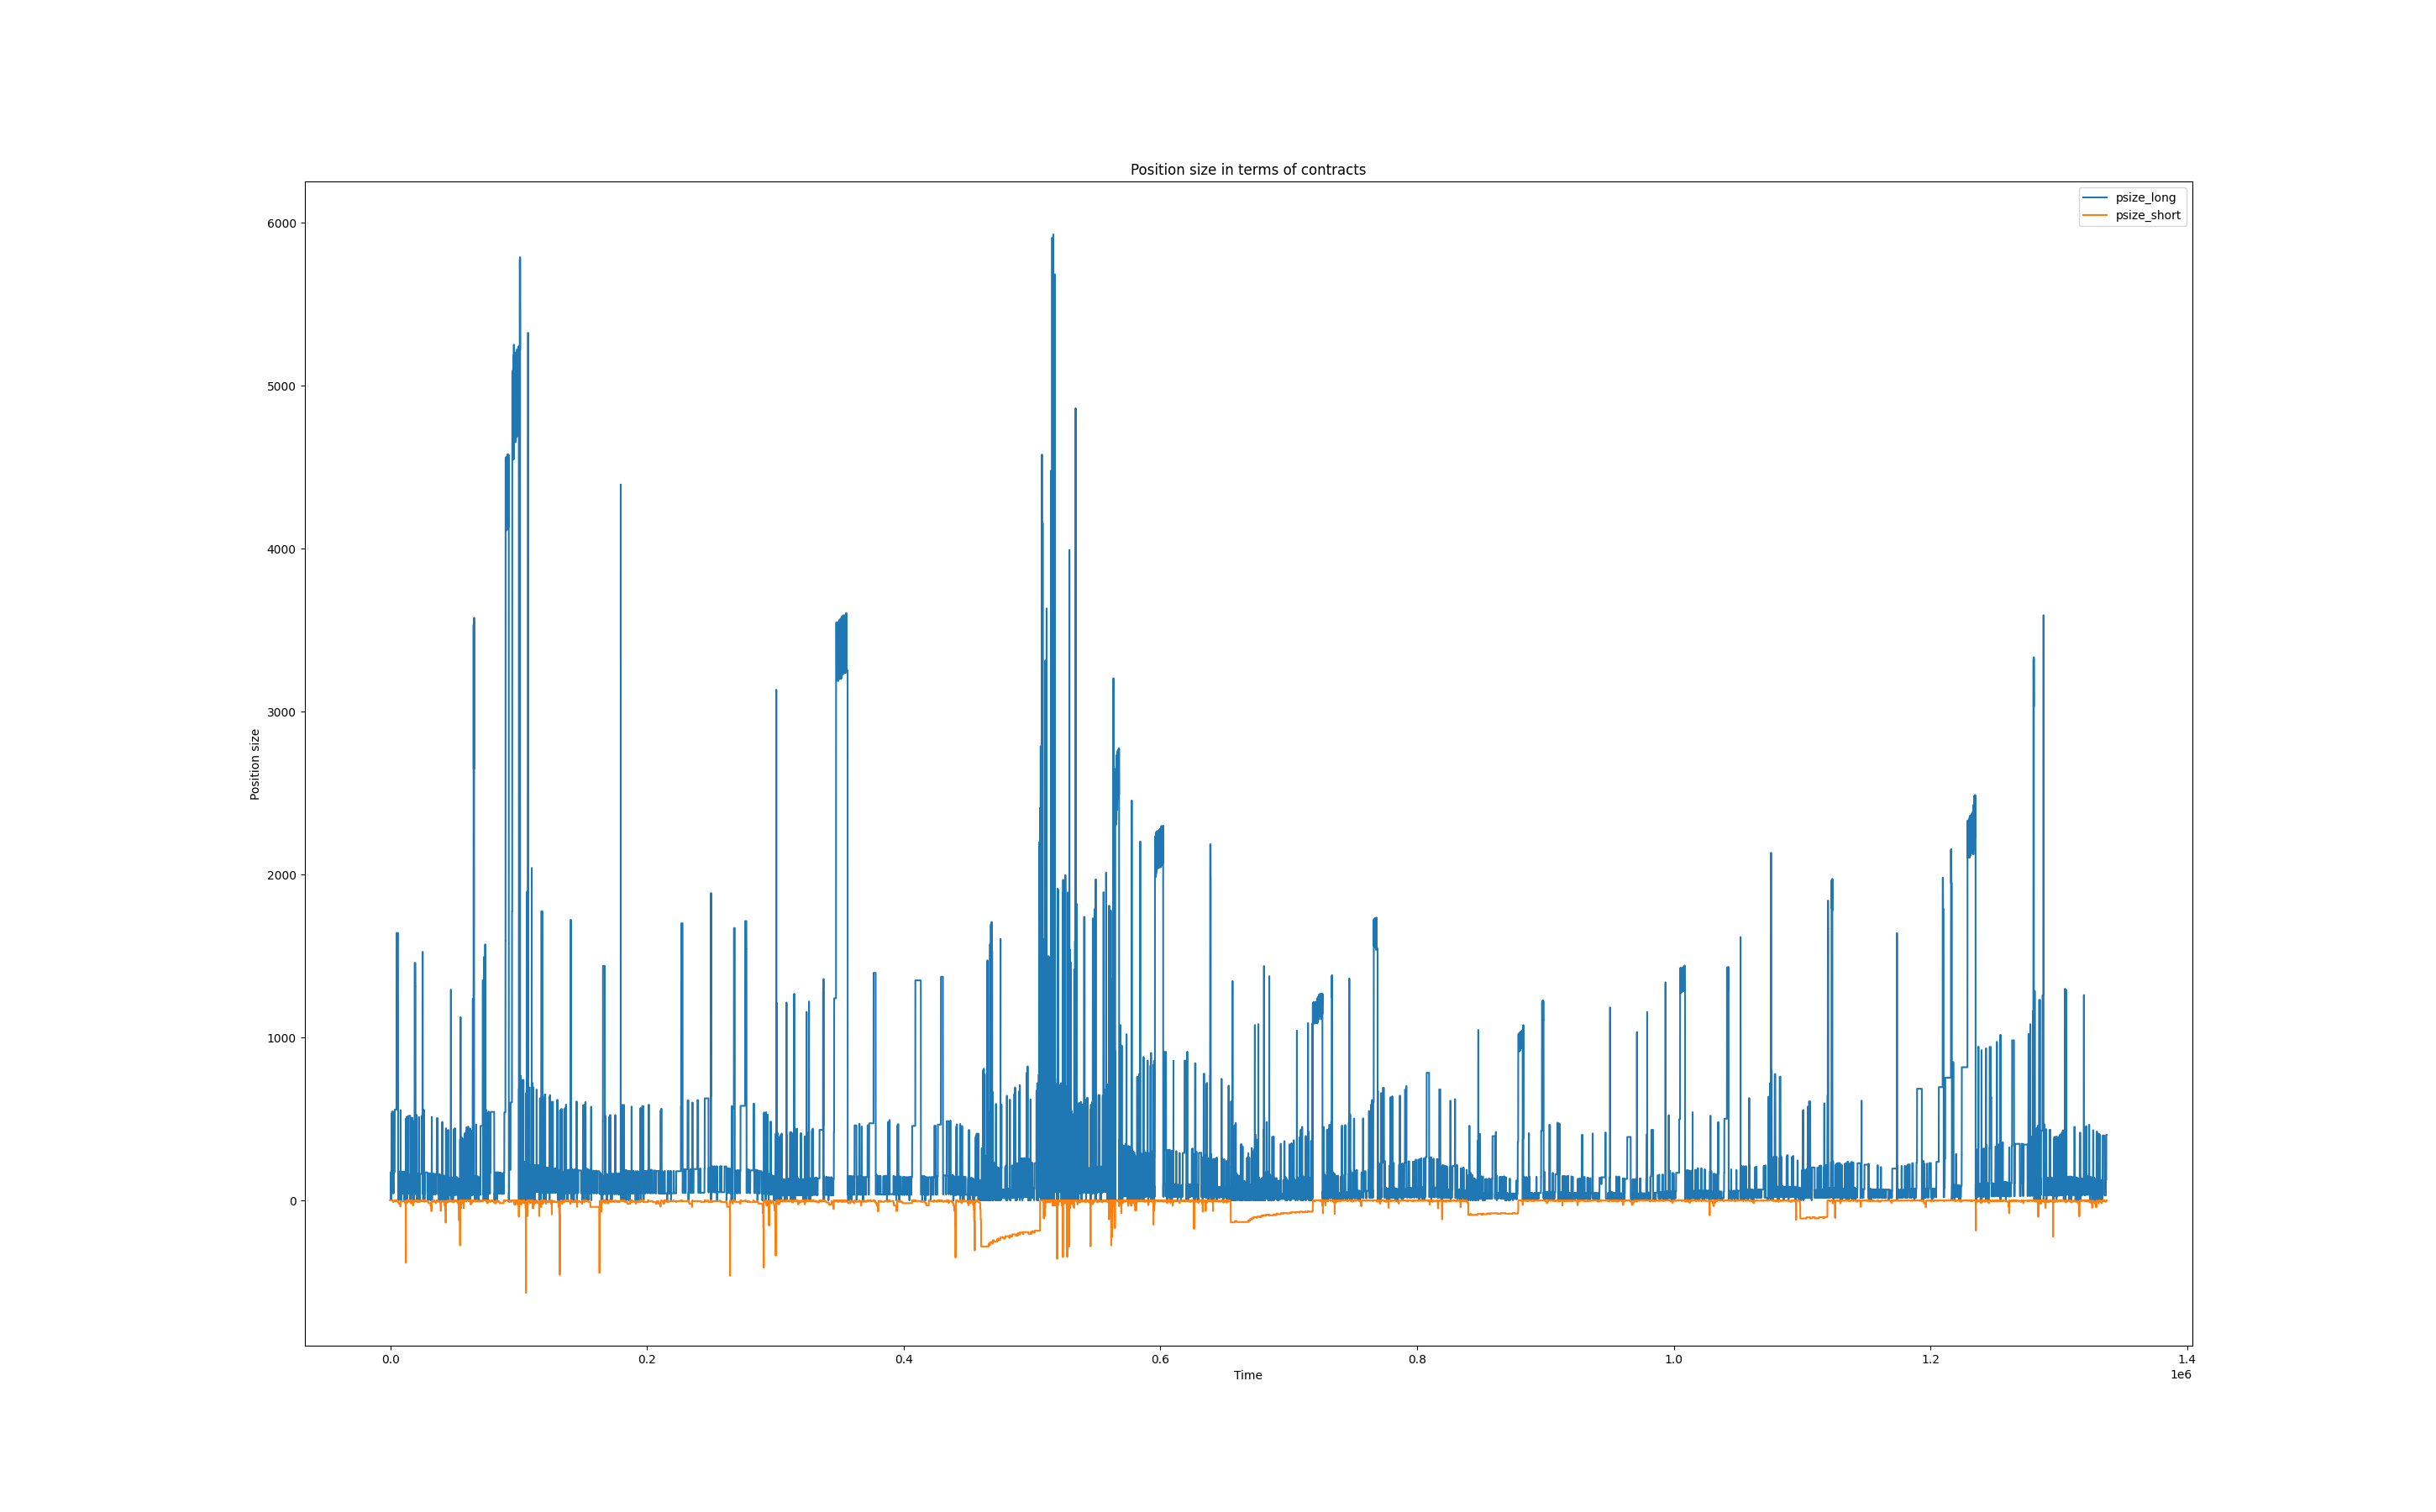 Position size in terms of contracts
psize_long
psize_short
6000
5000
4000
3000
2000
1000
0
Position size
0.0 0.2 0.4 0.6 0.8 1.0 1.2 1.4
Time
1e6